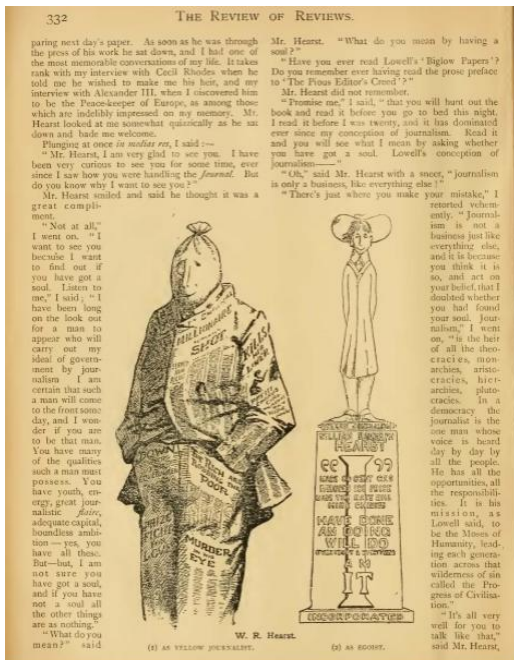 332
THE REVIEW OF REVIEWS.
paring next day's paper. As soon as he was through
the press of his work he sat down, and I had one of
the most memorable conversations of my life. It takes
rank with my interview with Cecil Rhodes when he
told me he wished to make me his heir, and my
interview with Alexander III. when I discovered him
to be the Peace-keeper of Europe, as among those
which are indelibly impressed on my memory. Mr.
Hearst looked at me somewhat quizzically as he sat
down and bade me welcome.
Plunging at once in medias res, I said :—
"Mr. Hearst, I am very glad to see you. I have
been very curious to see you for some time, ever
since I saw how you were handling the Journal. But
do you know why I want to see you?"
Mr. Hearst smiled and said he thought it was a
great compli-
ment.
"Not at all,"
I went on. "I
want to see you
because I want
to find out if
you have got a
soul. Listen to
me," I said; "I
have been long
on the look out
for a man to
appear who will
carry out my
ideal of govern-
ment by jour-
nalism I am
certain that such
a man will come
to the front some
day, and I won-
der if you are
to be that man.
You have many
of the qualities
such a man must
possess. You
have youth, en-
ergy, great jour-
nalistic flaire,
adequate capital,
boundless ambi-
tion — yes, you
have all these.
But—but, I am
not sure you
have got a soul,
and if you have
not a soul all
the other things
are as nothing."
"What do you
mean?" said
Mr. Hearst. "What do you mean by having a
soul?"
"Have you ever read Lowell's 'Biglow Papers'?
Do you remember ever having read the prose preface
to 'The Pious Editor's Creed'?"
Mr. Hearst did not remember.
"Promise me," I said, "that you will hunt out the
book and read it before you go to bed this night.
I read it before I was twenty, and it has dominated
ever since my conception of journalism. Read it
and you will see what I mean by asking whether
you have got a soul. Lowell's conception of
journalism——"
"Oh," said Mr. Hearst with a sneer, "journalism
is only a business, like everything else!"
"There's just where you make your mistake," I
retorted vehem-
ently. "Journal-
ism is not a
business just like
everything else,
and it is because
you think it is
so, and act on
your belief, that I
doubted whether
you had found
your soul. Jour-
nalism," I went
on, "is the heir
of all the theo-
cracies, mon-
archies, aristo-
cracies, hier-
archies, pluto-
cracies. In a
democracy the
journalist is the
one man whose
voice is heard
day by day by
all the people.
He has all the
opportunities, all
the responsibili-
ties. It is his
mission, as
Lowell said, to
be the Moses of
Humanity, lead-
ing each genera-
tion across that
wilderness of sin
called the Pro-
gress of Civilisa-
tion."
"It's all very
well for you to
talk like that,"
said Mr. Hearst,
MILLIONAIRE
SHOT
KILLS
RICH
POOR
MURDER
EYE
WILLIAM RANDOLPH
HEARST
"I"
HAVE DONE
AM DOING
WILL DO
IT
INCORPORATED
W. R. Hearst.
(1) AS YELLOW JOURNALIST.
(2) AS EGOIST.